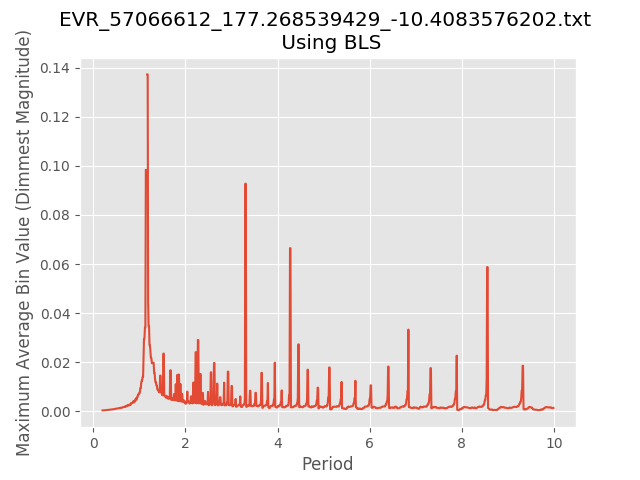 EVR_57066612_177.268539429_-10.4083576202.txt
Using BLS
Maximum Average Bin Value (Dimmest Magnitude)
0.14
0.12
0.10
0.08
0.06
0.04
0.02
0.00
0 2 4 6 8 10
Period